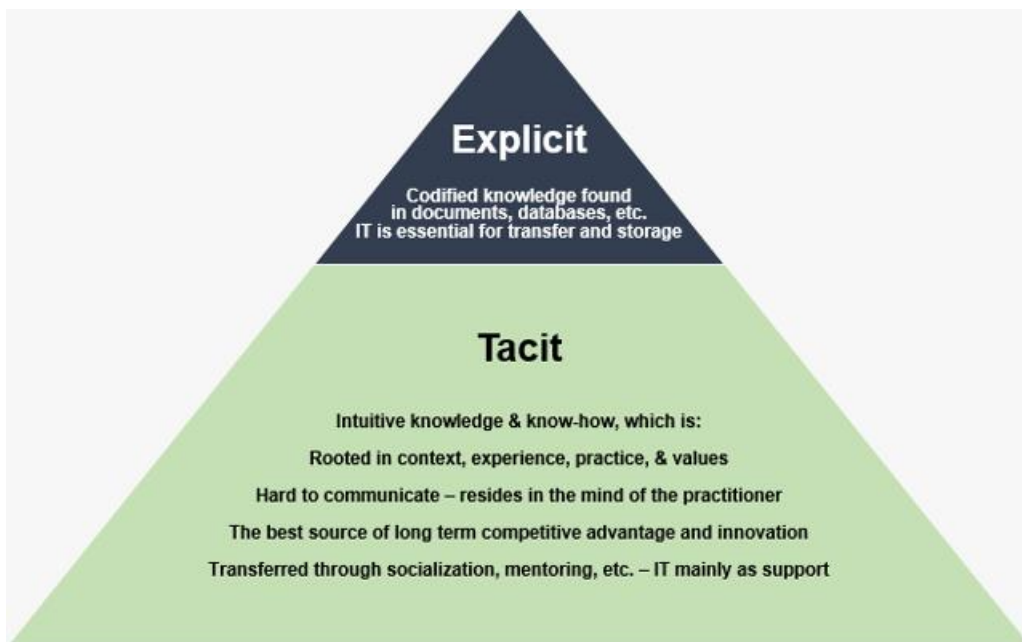 Explicit
Codified knowledge found
in documents, databases, etc.
IT is essential for transfer and storage
Tacit
Intuitive knowledge & know-how, which is:
Rooted in context, experience, practice, & values
Hard to communicate – resides in the mind of the practitioner
The best source of long term competitive advantage and innovation
Transferred through socialization, mentoring, etc. – IT mainly as support